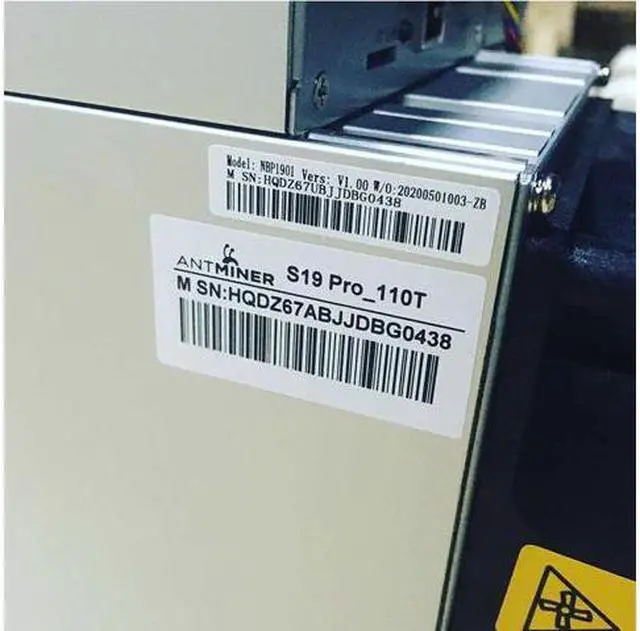 Model: NBP1901 Vers: V1.00 W/O:20200501003-ZB
M SN:HQDZ67UBJJDBG0438
ANTMINER S19 Pro_110T
M SN:HQDZ67ABJJDBG0438